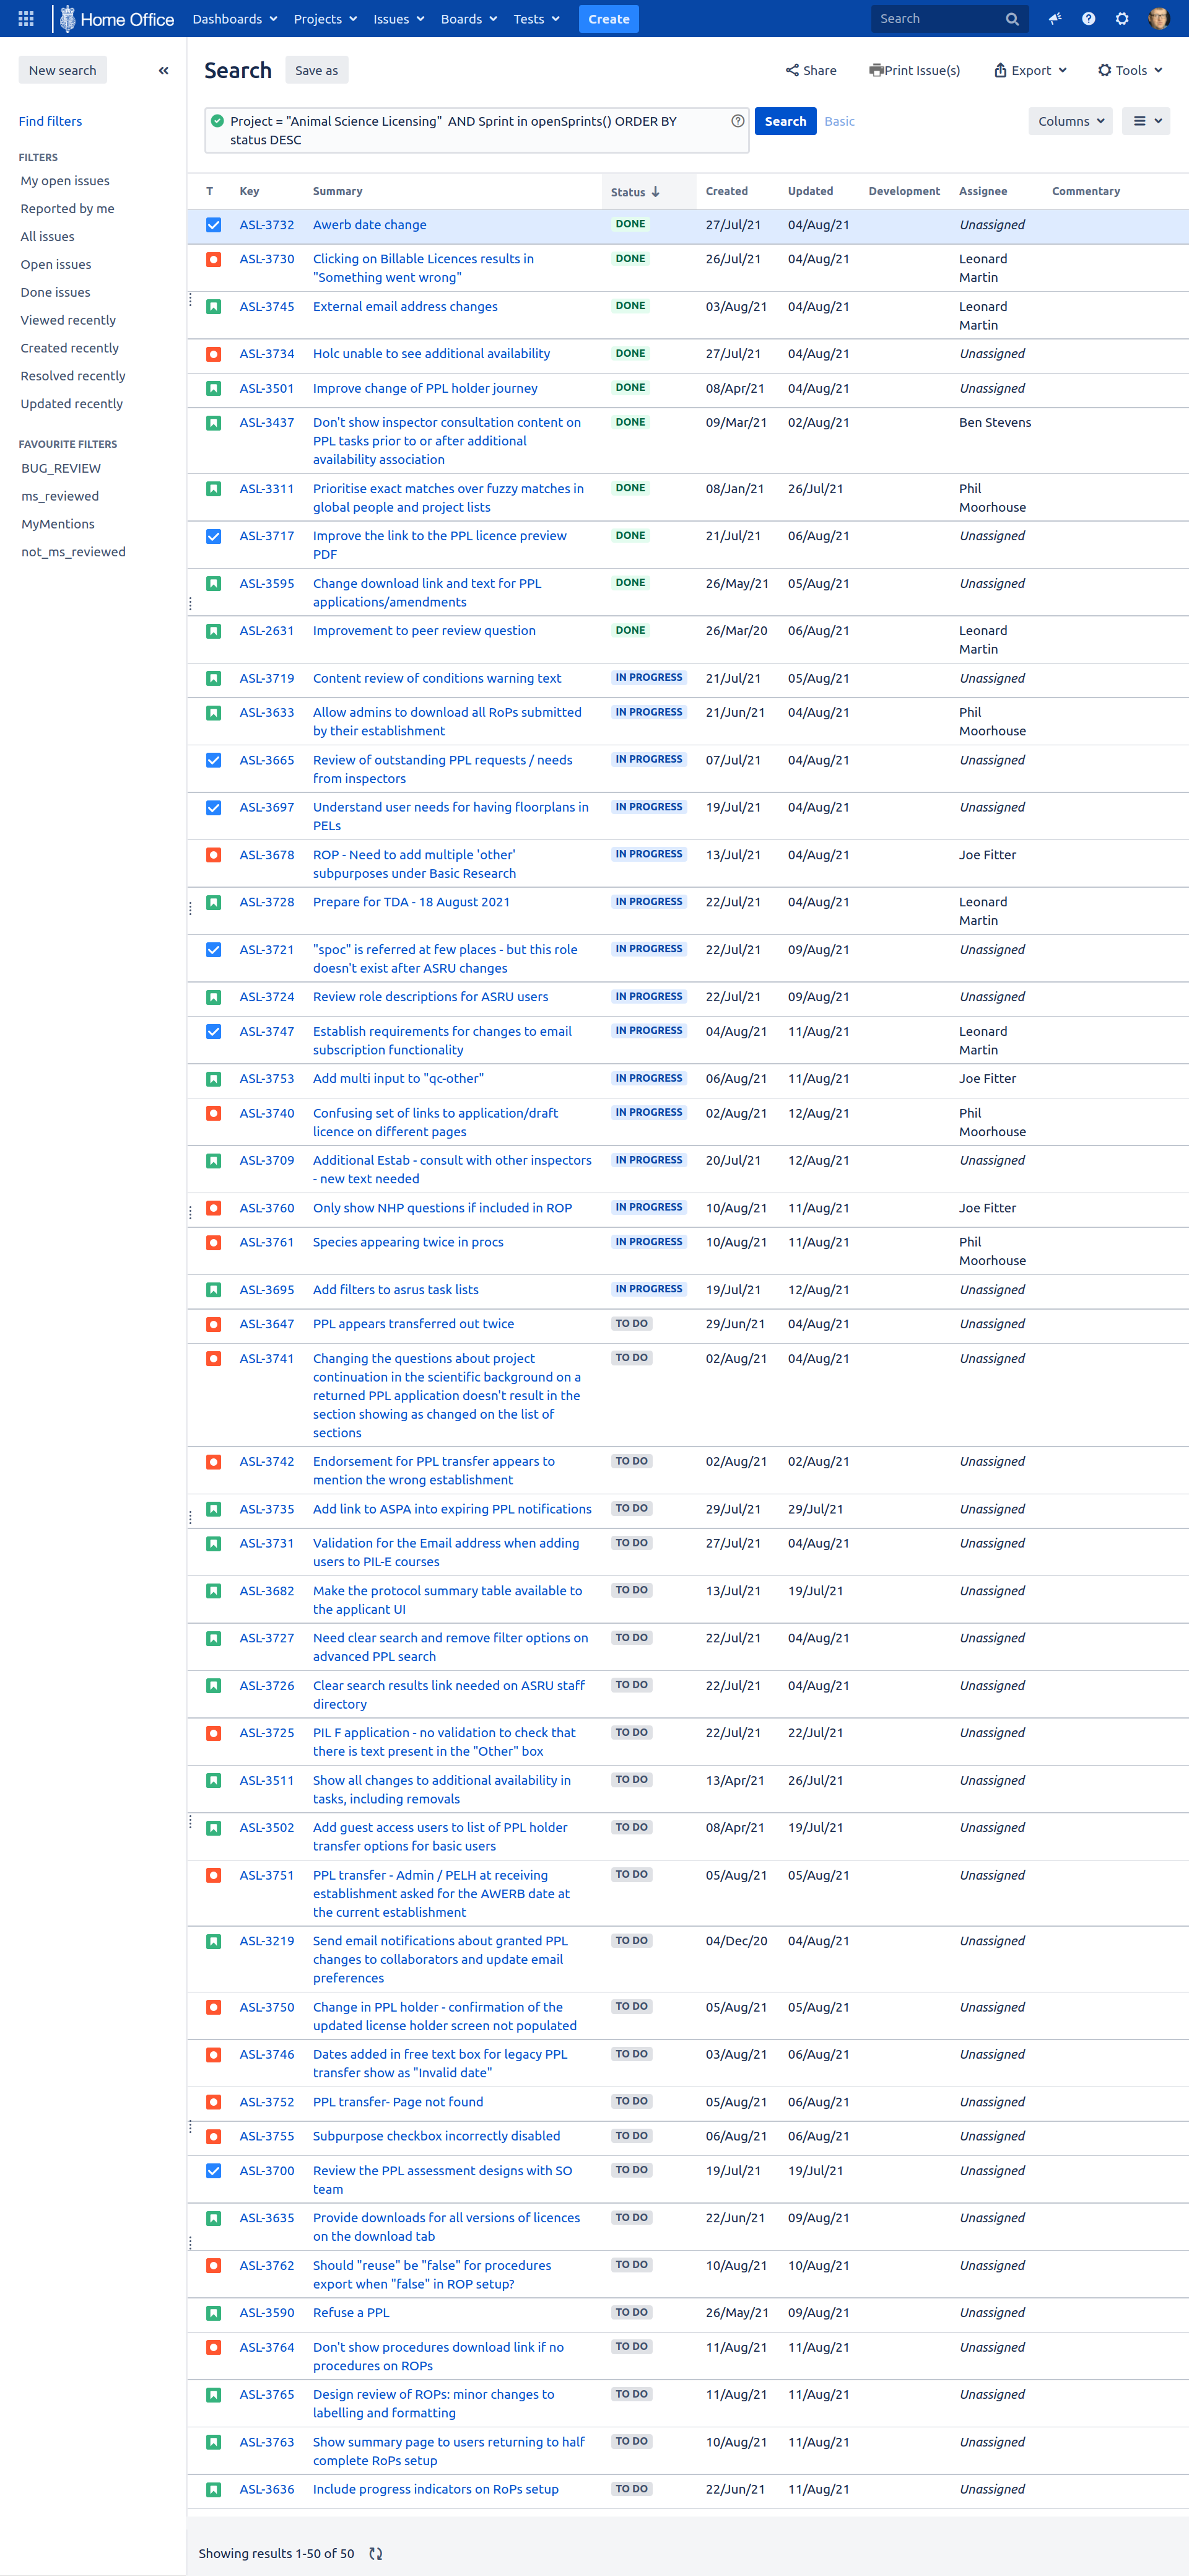 Home Office Dashboards Projects Issues Boards Tests Create Search
New search
Search Save as Share Print Issue(s) Export Tools
Find filters
Project = "Animal Science Licensing" AND Sprint in openSprints() ORDER BY
status DESC
Search Basic Columns
FILTERS
My open issues
Reported by me
All issues
Open issues
Done issues
Viewed recently
Created recently
Resolved recently
Updated recently
FAVOURITE FILTERS
BUG_REVIEW
ms_reviewed
MyMentions
not_ms_reviewed
T Key Summary Status Created Updated Development Assignee Commentary
ASL-3732 Awerb date change DONE 27/Jul/21 04/Aug/21 Unassigned
ASL-3730 Clicking on Billable Licences results in DONE 26/Jul/21 04/Aug/21 Leonard
"Something went wrong" Martin
ASL-3745 External email address changes DONE 03/Aug/21 04/Aug/21 Leonard
Martin
ASL-3734 Holc unable to see additional availability DONE 27/Jul/21 04/Aug/21 Unassigned
ASL-3501 Improve change of PPL holder journey DONE 08/Apr/21 04/Aug/21 Unassigned
ASL-3437 Don't show inspector consultation content on DONE 09/Mar/21 02/Aug/21 Ben Stevens
PPL tasks prior to or after additional
availability association
ASL-3311 Prioritise exact matches over fuzzy matches in DONE 08/Jan/21 26/Jul/21 Phil
global people and project lists Moorhouse
ASL-3717 Improve the link to the PPL licence preview DONE 21/Jul/21 06/Aug/21 Unassigned
PDF
ASL-3595 Change download link and text for PPL DONE 26/May/21 05/Aug/21 Unassigned
applications/amendments
ASL-2631 Improvement to peer review question DONE 26/Mar/20 06/Aug/21 Leonard
Martin
ASL-3719 Content review of conditions warning text IN PROGRESS 21/Jul/21 05/Aug/21 Unassigned
ASL-3633 Allow admins to download all RoPs submitted IN PROGRESS 21/Jun/21 04/Aug/21 Phil
by their establishment Moorhouse
ASL-3665 Review of outstanding PPL requests / needs IN PROGRESS 07/Jul/21 04/Aug/21 Unassigned
from inspectors
ASL-3697 Understand user needs for having floorplans in IN PROGRESS 19/Jul/21 04/Aug/21 Unassigned
PELs
ASL-3678 ROP - Need to add multiple 'other' IN PROGRESS 13/Jul/21 04/Aug/21 Joe Fitter
subpurposes under Basic Research
ASL-3728 Prepare for TDA - 18 August 2021 IN PROGRESS 22/Jul/21 04/Aug/21 Leonard
Martin
ASL-3721 "spoc" is referred at few places - but this role IN PROGRESS 22/Jul/21 09/Aug/21 Unassigned
doesn't exist after ASRU changes
ASL-3724 Review role descriptions for ASRU users IN PROGRESS 22/Jul/21 09/Aug/21 Unassigned
ASL-3747 Establish requirements for changes to email IN PROGRESS 04/Aug/21 11/Aug/21 Leonard
subscription functionality Martin
ASL-3753 Add multi input to "qc-other" IN PROGRESS 06/Aug/21 11/Aug/21 Joe Fitter
ASL-3740 Confusing set of links to application/draft IN PROGRESS 02/Aug/21 12/Aug/21 Phil
licence on different pages Moorhouse
ASL-3709 Additional Estab - consult with other inspectors IN PROGRESS 20/Jul/21 12/Aug/21 Unassigned
- new text needed
ASL-3760 Only show NHP questions if included in ROP IN PROGRESS 10/Aug/21 11/Aug/21 Joe Fitter
ASL-3761 Species appearing twice in procs IN PROGRESS 10/Aug/21 11/Aug/21 Phil
Moorhouse
ASL-3695 Add filters to asrus task lists IN PROGRESS 19/Jul/21 12/Aug/21 Unassigned
ASL-3647 PPL appears transferred out twice TO DO 29/Jun/21 04/Aug/21 Unassigned
ASL-3741 Changing the questions about project TO DO 02/Aug/21 04/Aug/21 Unassigned
continuation in the scientific background on a
returned PPL application doesn't result in the
section showing as changed on the list of
sections
ASL-3742 Endorsement for PPL transfer appears to TO DO 02/Aug/21 02/Aug/21 Unassigned
mention the wrong establishment
ASL-3735 Add link to ASPA into expiring PPL notifications TO DO 29/Jul/21 29/Jul/21 Unassigned
ASL-3731 Validation for the Email address when adding TO DO 27/Jul/21 04/Aug/21 Unassigned
users to PIL-E courses
ASL-3682 Make the protocol summary table available to TO DO 13/Jul/21 19/Jul/21 Unassigned
the applicant UI
ASL-3727 Need clear search and remove filter options on TO DO 22/Jul/21 04/Aug/21 Unassigned
advanced PPL search
ASL-3726 Clear search results link needed on ASRU staff TO DO 22/Jul/21 04/Aug/21 Unassigned
directory
ASL-3725 PIL F application - no validation to check that TO DO 22/Jul/21 22/Jul/21 Unassigned
there is text present in the "Other" box
ASL-3511 Show all changes to additional availability in TO DO 13/Apr/21 26/Jul/21 Unassigned
tasks, including removals
ASL-3502 Add guest access users to list of PPL holder TO DO 08/Apr/21 19/Jul/21 Unassigned
transfer options for basic users
ASL-3751 PPL transfer - Admin / PELH at receiving TO DO 05/Aug/21 05/Aug/21 Unassigned
establishment asked for the AWERB date at
the current establishment
ASL-3219 Send email notifications about granted PPL TO DO 04/Dec/20 04/Aug/21 Unassigned
changes to collaborators and update email
preferences
ASL-3750 Change in PPL holder - confirmation of the TO DO 05/Aug/21 05/Aug/21 Unassigned
updated license holder screen not populated
ASL-3746 Dates added in free text box for legacy PPL TO DO 03/Aug/21 06/Aug/21 Unassigned
transfer show as "Invalid date"
ASL-3752 PPL transfer- Page not found TO DO 05/Aug/21 06/Aug/21 Unassigned
ASL-3755 Subpurpose checkbox incorrectly disabled TO DO 06/Aug/21 06/Aug/21 Unassigned
ASL-3700 Review the PPL assessment designs with SO TO DO 19/Jul/21 19/Jul/21 Unassigned
team
ASL-3635 Provide downloads for all versions of licences TO DO 22/Jun/21 09/Aug/21 Unassigned
on the download tab
ASL-3762 Should "reuse" be "false" for procedures TO DO 10/Aug/21 10/Aug/21 Unassigned
export when "false" in ROP setup?
ASL-3590 Refuse a PPL TO DO 26/May/21 09/Aug/21 Unassigned
ASL-3764 Don't show procedures download link if no TO DO 11/Aug/21 11/Aug/21 Unassigned
procedures on ROPs
ASL-3765 Design review of ROPs: minor changes to TO DO 11/Aug/21 11/Aug/21 Unassigned
labelling and formatting
ASL-3763 Show summary page to users returning to half TO DO 10/Aug/21 11/Aug/21 Unassigned
complete RoPs setup
ASL-3636 Include progress indicators on RoPs setup TO DO 22/Jun/21 11/Aug/21 Unassigned
Showing results 1-50 of 50